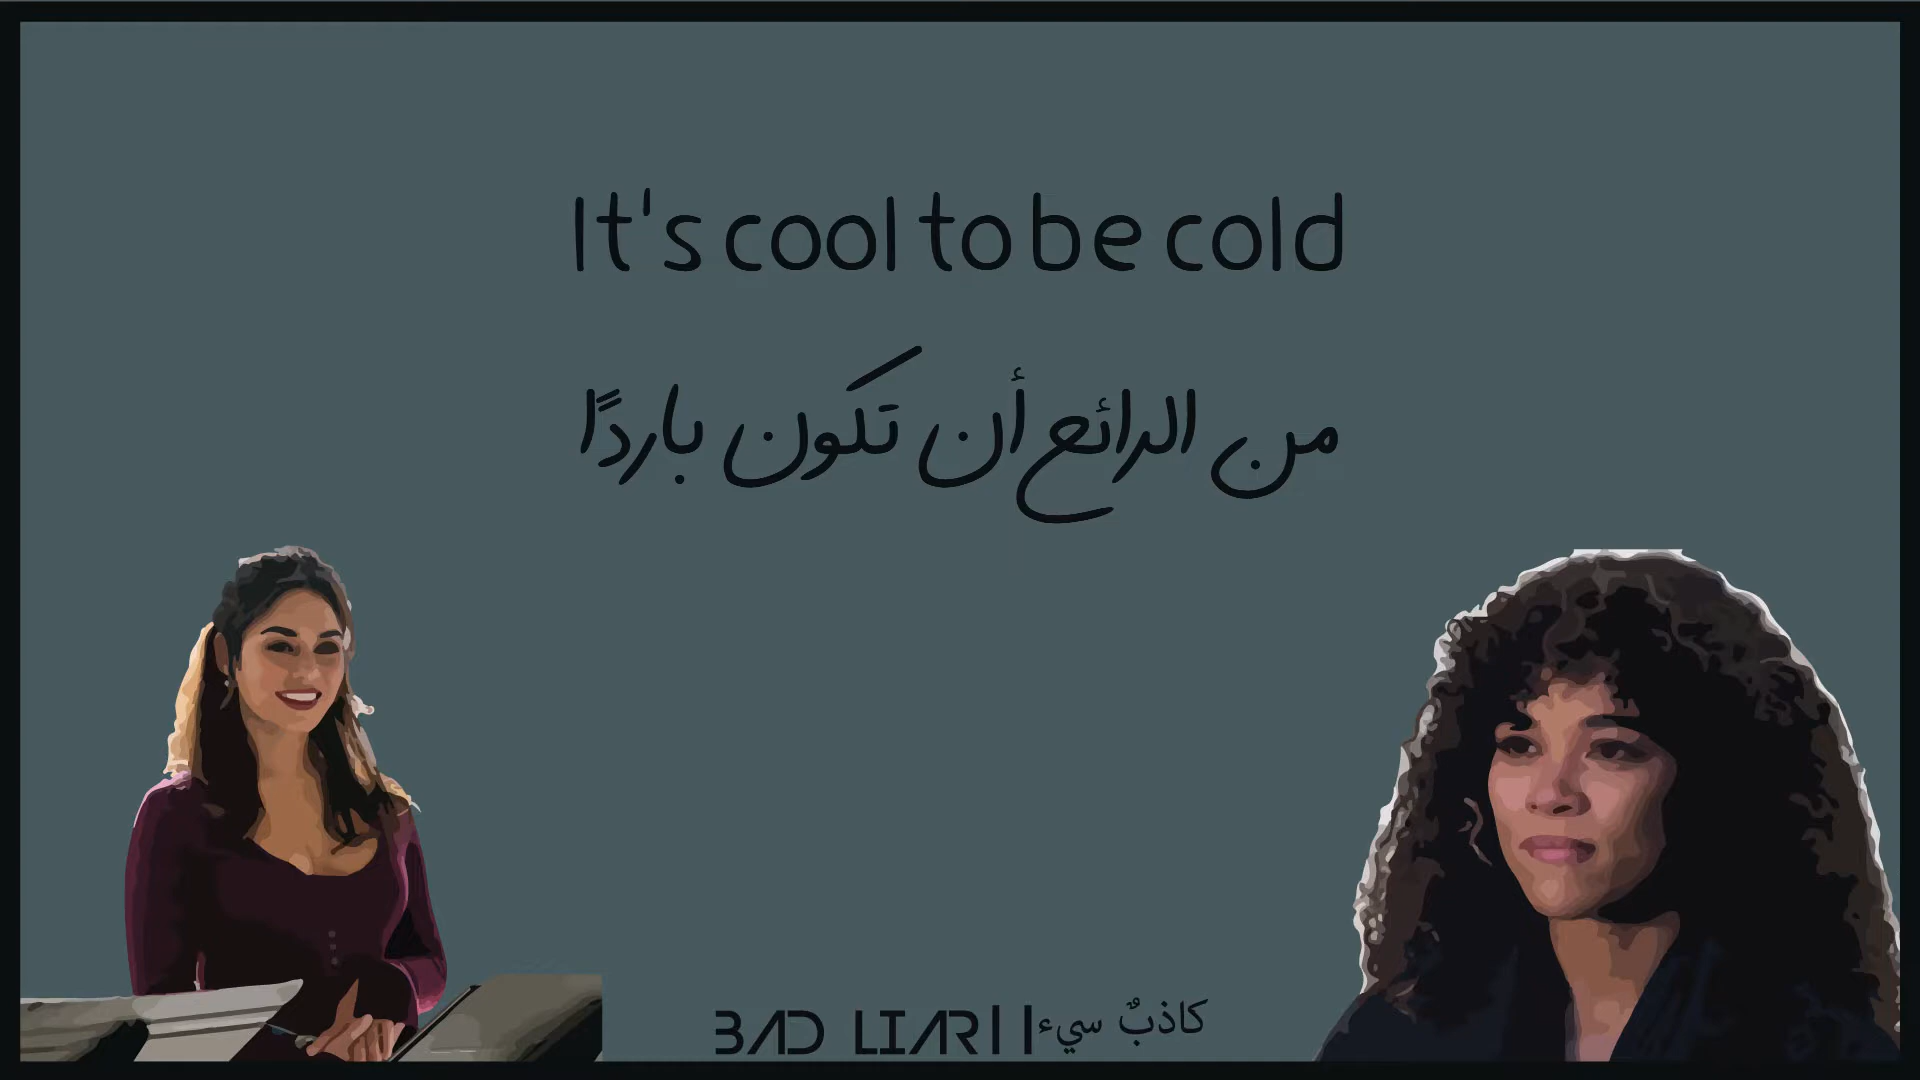 It's cool to be cold
من الرائع أن تكون باردًا
BAD LIAR || كاذبٌ سيء